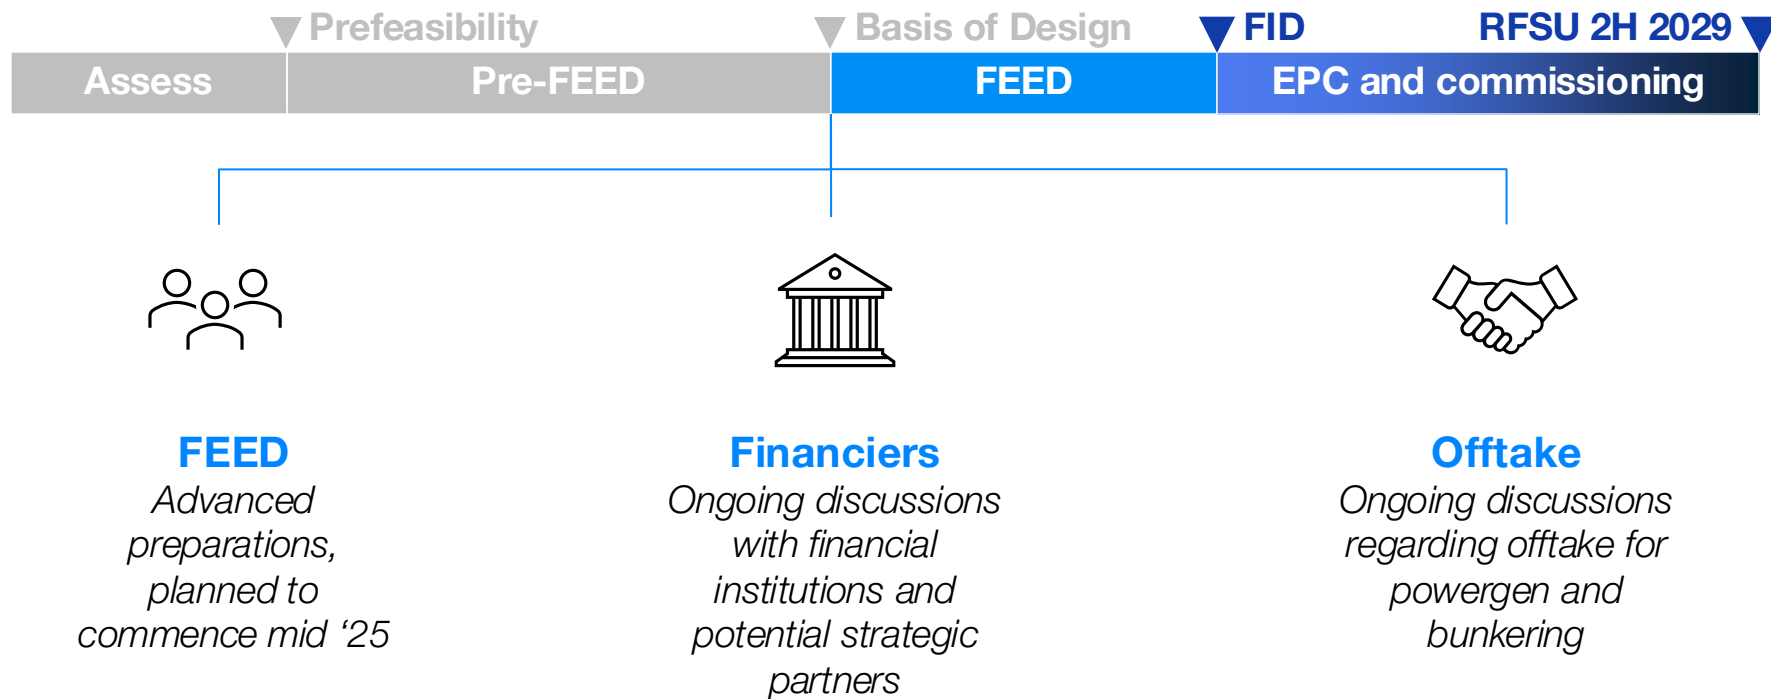 Prefeasibility
Basis of Design
FID
RFSU 2H 2029
Assess
Pre-FEED
FEED
EPC and commissioning
FEED
Advanced
preparations,
planned to
commence mid ‘25
Financiers
Ongoing discussions
with financial
institutions and
potential strategic
partners
Offtake
Ongoing discussions
regarding offtake for
powergen and
bunkering